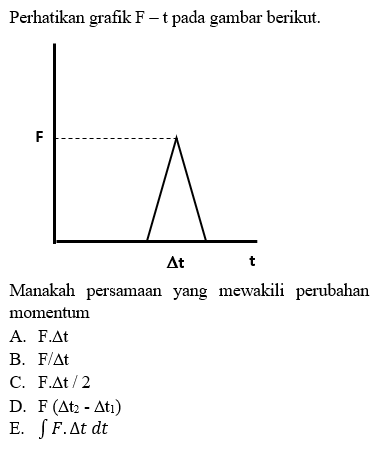 Perhatikan grafik F – t pada gambar berikut.
F
Δt t
Manakah persamaan yang mewakili perubahan
momentum
A. F.Δt
B. F/Δt
C. F.Δt / 2
D. F (Δt₂ - Δt₁)
E. ∫ F. Δt dt